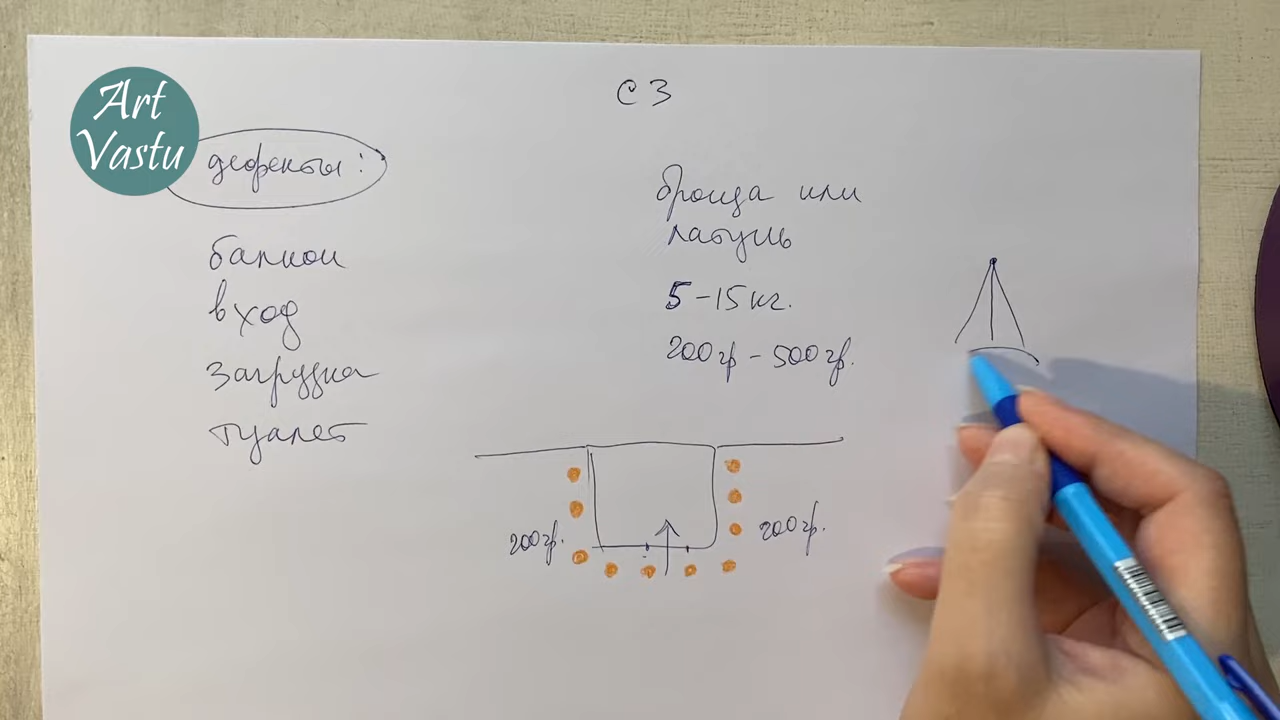 Art
Vastu
СЗ
дефекты:
балкон
вход
загрузка
туалет
бронза или
латунь
5-15 кг.
200 гр - 500 гр.
200 гр.
200 гр.